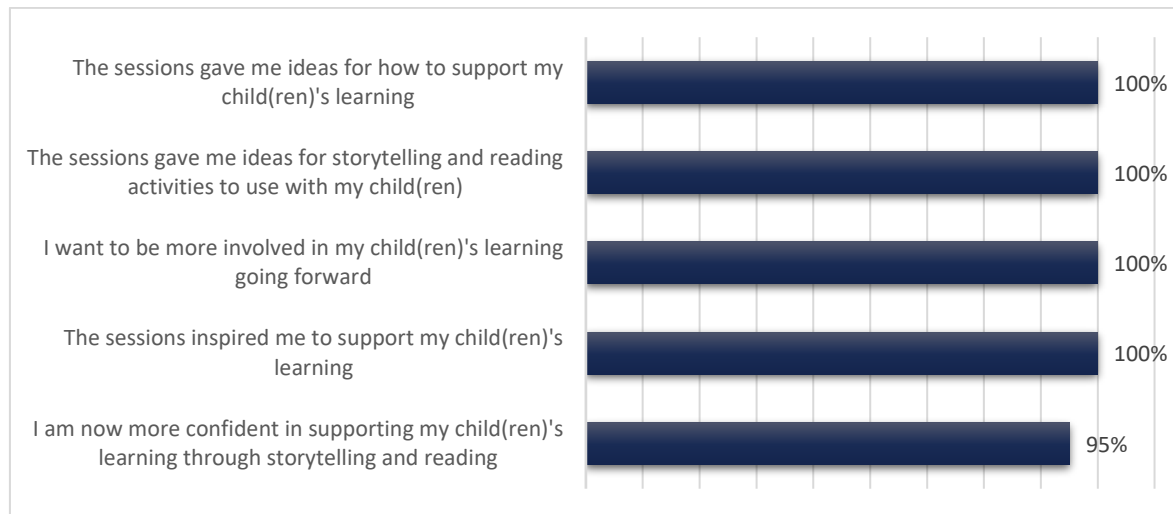 The sessions gave me ideas for how to support my
child(ren)'s learning
100%
The sessions gave me ideas for storytelling and reading
activities to use with my child(ren)
100%
I want to be more involved in my child(ren)'s learning
going forward
100%
The sessions inspired me to support my child(ren)'s
learning
100%
I am now more confident in supporting my child(ren)'s
learning through storytelling and reading
95%